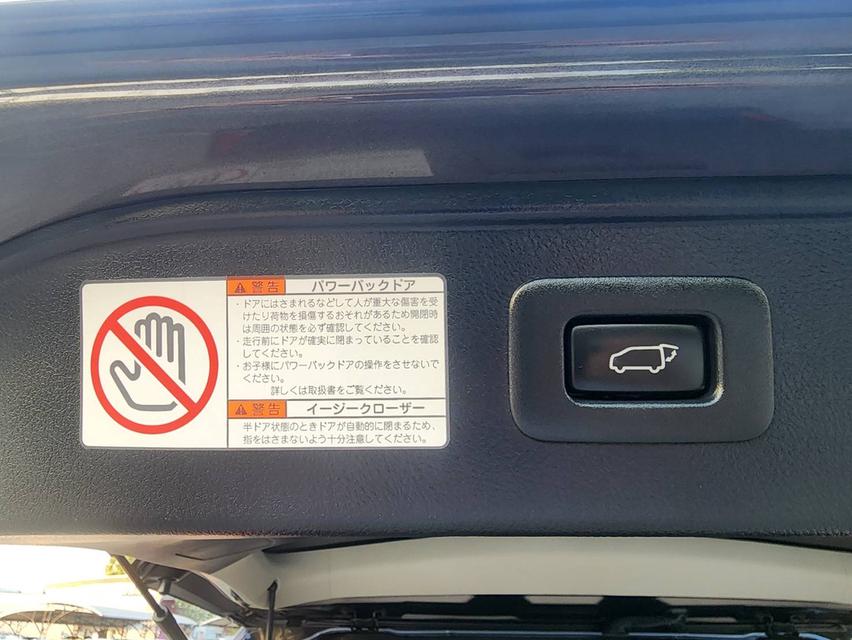 警告 パワーバックドア
・ドアにはさまれるなどして人が重大な傷害を受
けたり荷物を損傷するおそれがあるため開閉時
は周囲の状態を必ず確認してください。
・走行前にドアが確実に閉まっていることを確認
してください。
・お子様にパワーバックドアの操作をさせないで
ください。
詳しくは取扱書をご覧ください。
警告 イージークローザー
半ドア状態のときドアが自動的に閉まるため、
指をはさまないよう十分注意してください。